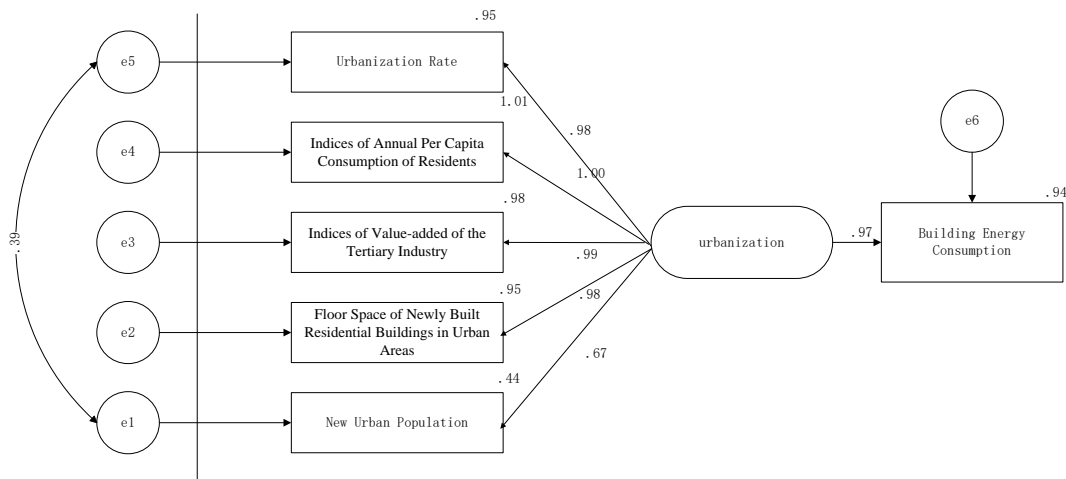 .95
e5
Urbanization Rate
1.01
.98
e6
e4
Indices of Annual Per Capita
Consumption of Residents
1.00
.98
.94
.39
e3
Indices of Value-added of the
Tertiary Industry
urbanization
.97
Building Energy
Consumption
.99
.95
.98
e2
Floor Space of Newly Built
Residential Buildings in Urban
Areas
.67
.44
e1
New Urban Population